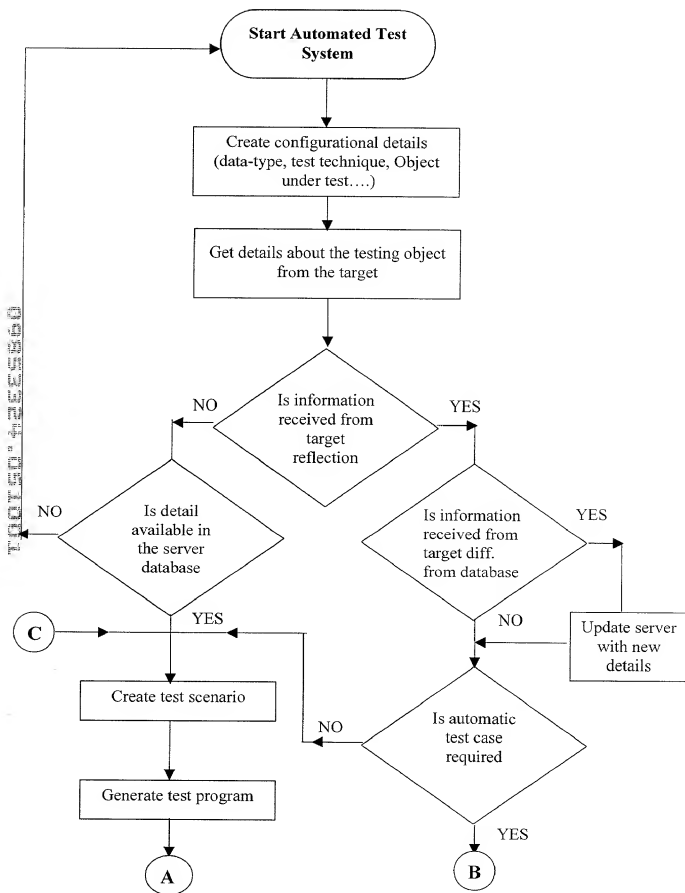 Start Automated Test
System
Create configurational details
(data-type, test technique, Object
under test….)
Get details about the testing object
from the target
Is information
received from
target
reflection
NO
YES
Is detail
available in
the server
database
NO
YES
Is information
received from
target diff.
from database
YES
NO
Update server
with new
details
C
Create test scenario
Is automatic
test case
required
NO
YES
Generate test program
A
B